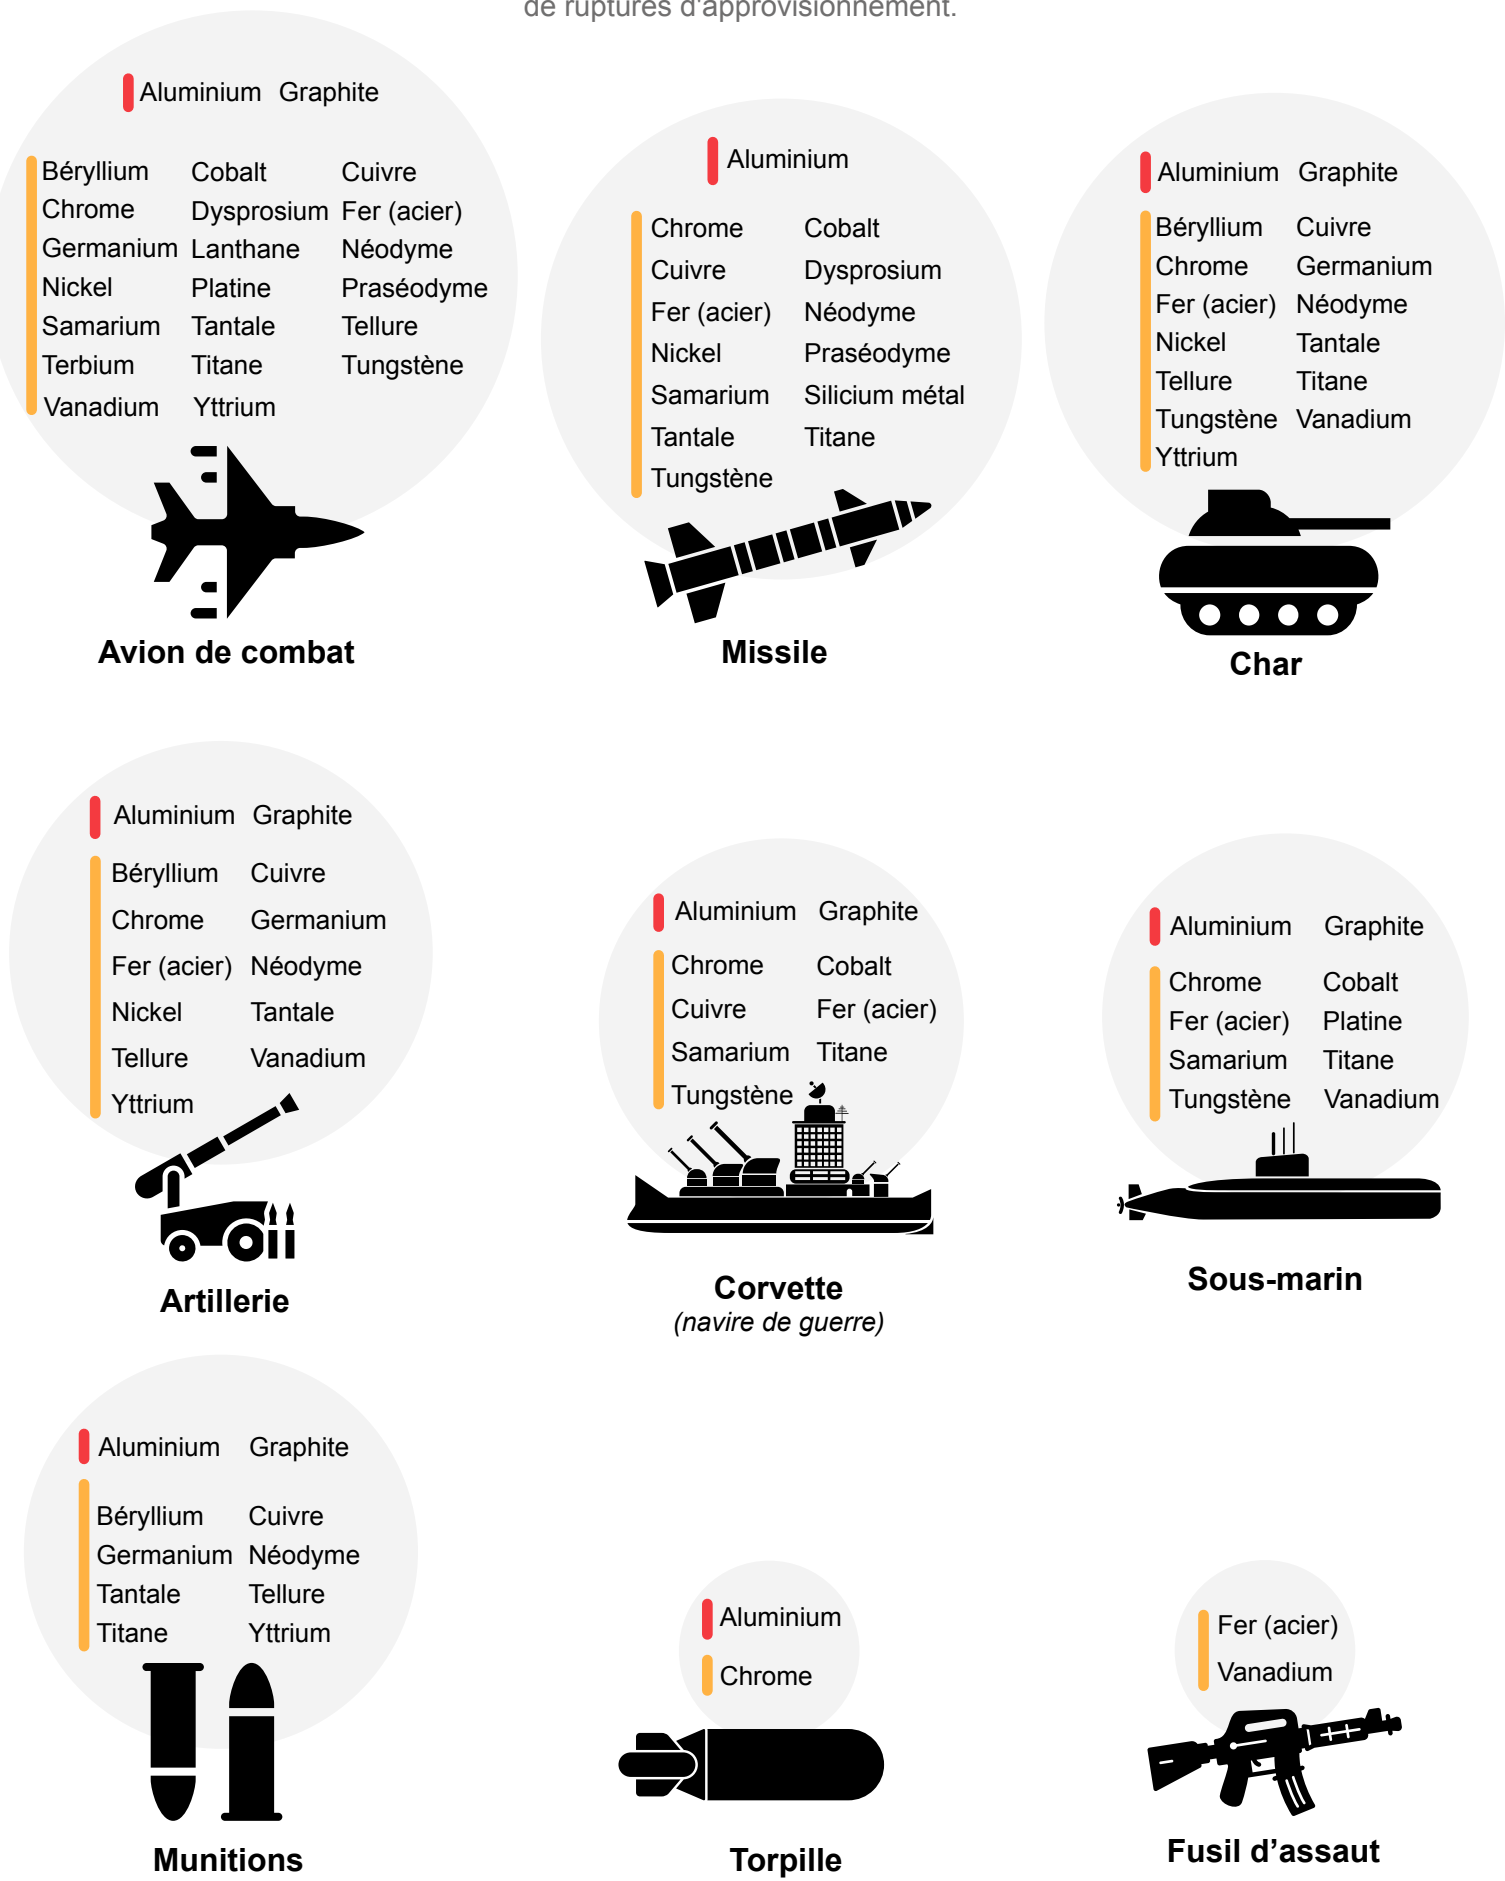 de ruptures d'approvisionnement.
Aluminium Graphite
Béryllium Cobalt Cuivre
Chrome Dysprosium Fer (acier)
Germanium Lanthane Néodyme
Nickel Platine Praséodyme
Samarium Tantale Tellure
Terbium Titane Tungstène
Vanadium Yttrium
Avion de combat
Aluminium
Chrome Cobalt
Cuivre Dysprosium
Fer (acier) Néodyme
Nickel Praséodyme
Samarium Silicium métal
Tantale Titane
Tungstène
Missile
Aluminium Graphite
Béryllium Cuivre
Chrome Germanium
Fer (acier) Néodyme
Nickel Tantale
Tellure Titane
Tungstène Vanadium
Yttrium
Char
Aluminium Graphite
Béryllium Cuivre
Chrome Germanium
Fer (acier) Néodyme
Nickel Tantale
Tellure Vanadium
Yttrium
Artillerie
Aluminium Graphite
Chrome Cobalt
Cuivre Fer (acier)
Samarium Titane
Tungstène
Corvette
(navire de guerre)
Aluminium Graphite
Chrome Cobalt
Fer (acier) Platine
Samarium Titane
Tungstène Vanadium
Sous-marin
Aluminium Graphite
Béryllium Cuivre
Germanium Néodyme
Tantale Tellure
Titane Yttrium
Munitions
Aluminium
Chrome
Torpille
Fer (acier)
Vanadium
Fusil d’assaut